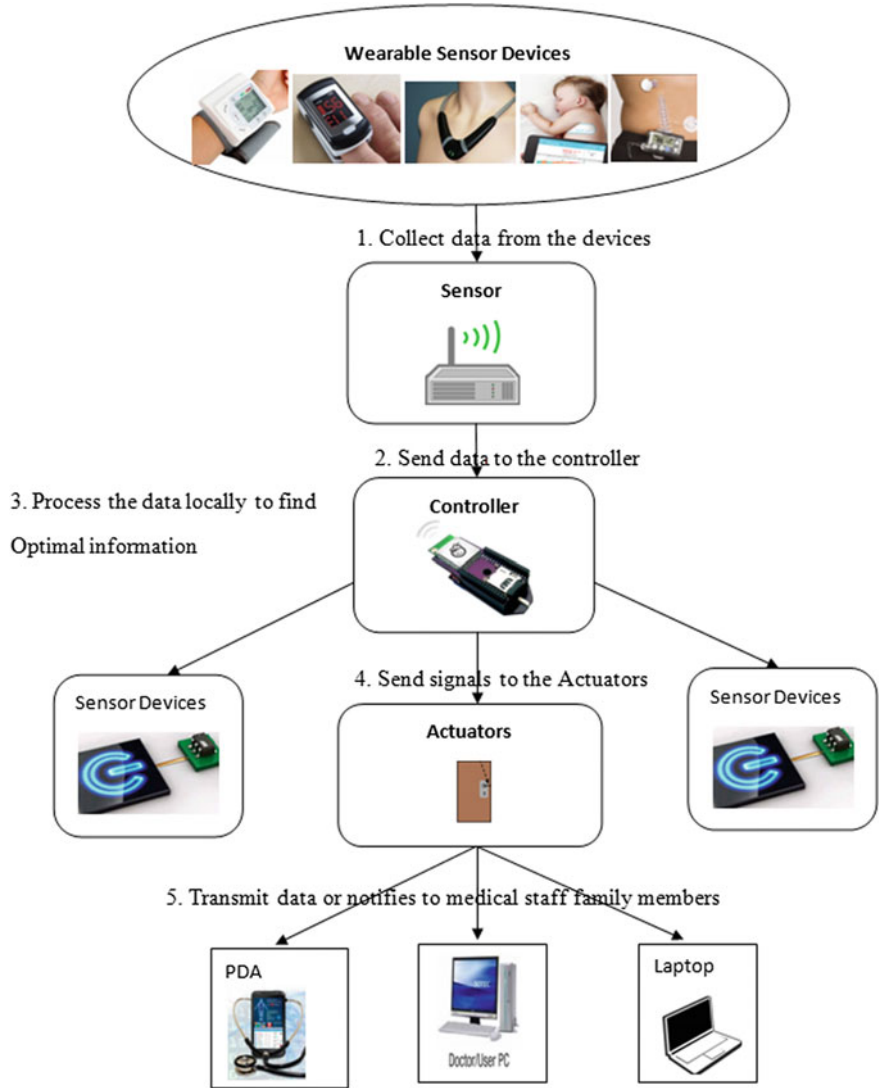 Wearable Sensor Devices
1. Collect data from the devices
Sensor
2. Send data to the controller
3. Process the data locally to find
Optimal information
Controller
4. Send signals to the Actuators
Sensor Devices
Actuators
Sensor Devices
5. Transmit data or notifies to medical staff family members
PDA
Doctor/User PC
Laptop